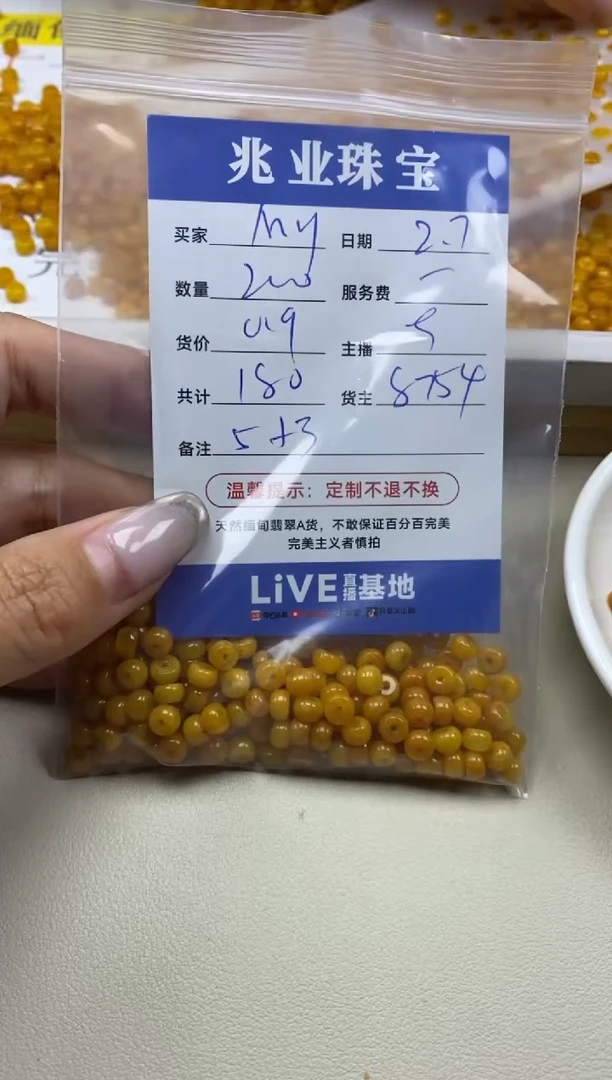 兆业珠宝
买家 my 日期 2.7
数量 200 服务费 一
货价 0.9 主播
共计 180 货主 8754
备注 5+3
温馨提示：定制不退不换
天然缅甸翡翠A货，不敢保证百分百完美
完美主义者慎拍
LiVE直播基地